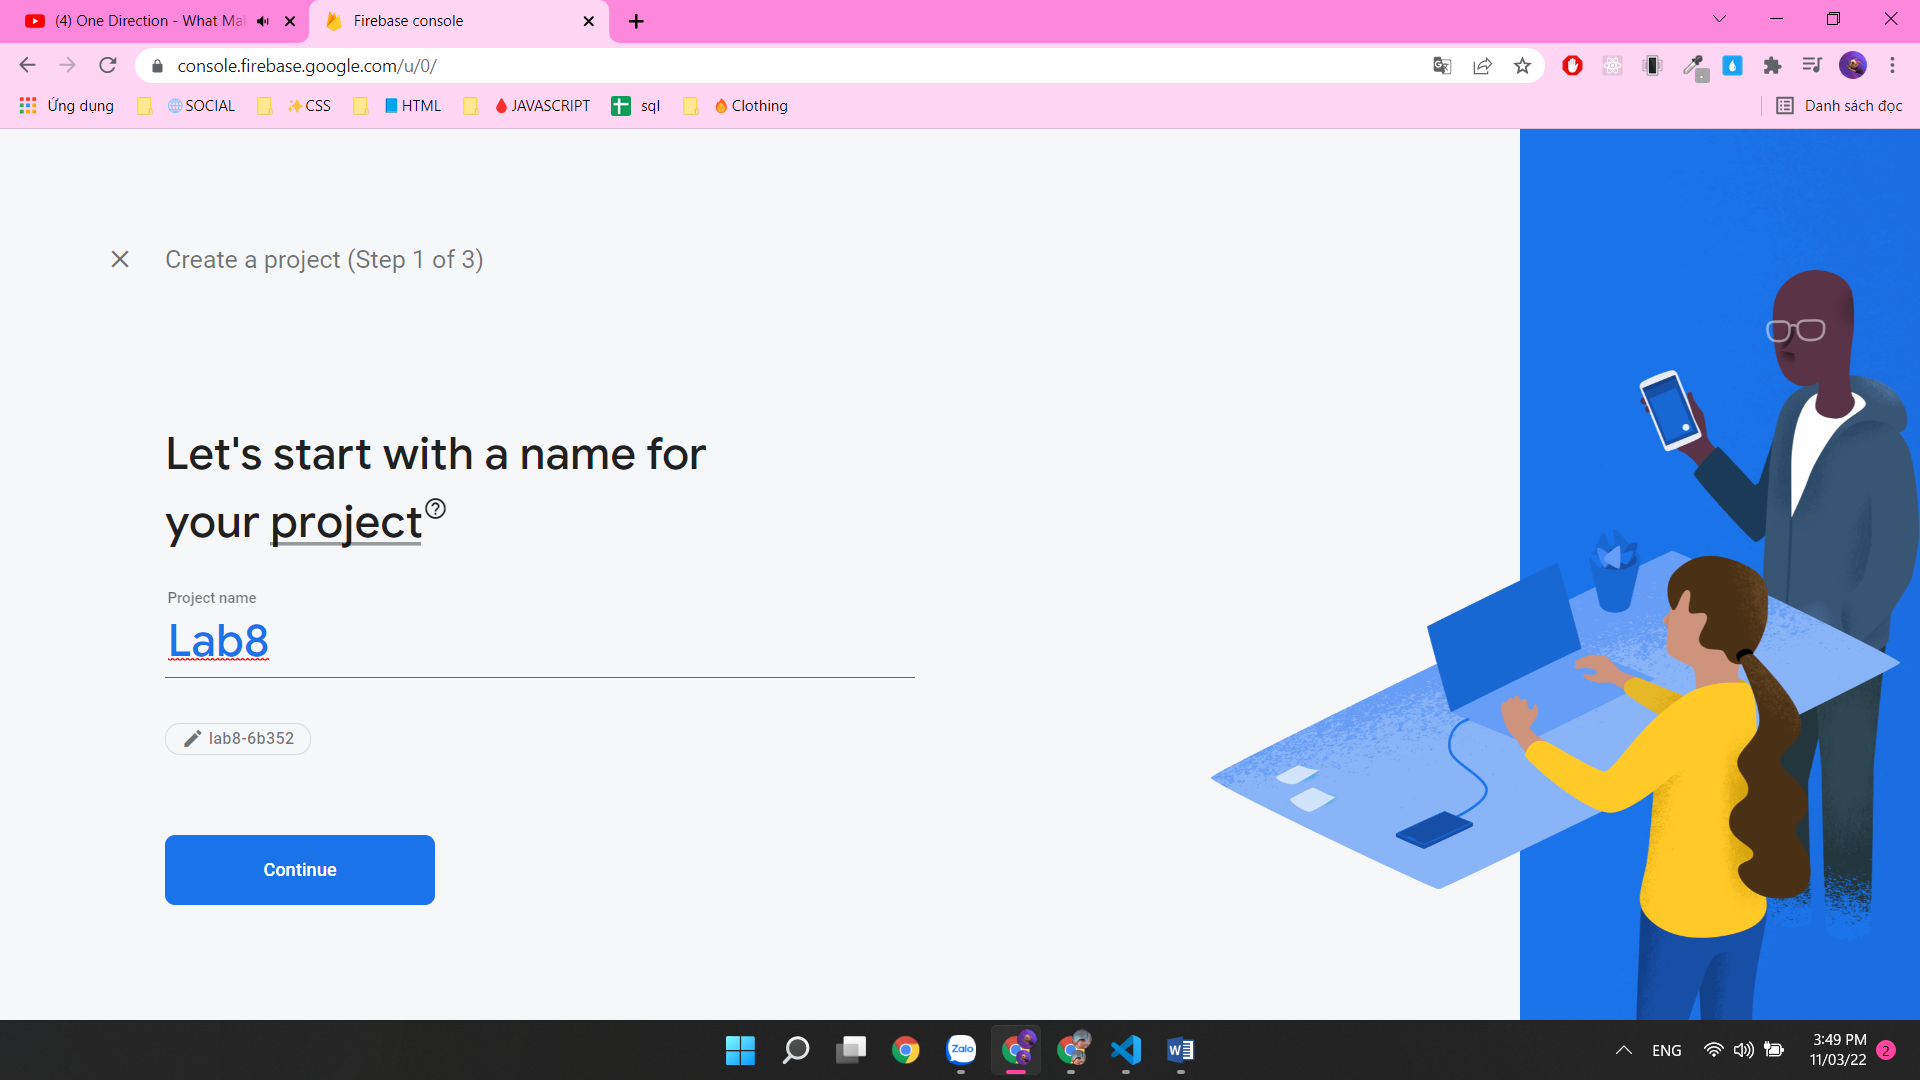 (4) One Direction - What Mal
Firebase console
console.firebase.google.com/u/0/
Ứng dụng
SOCIAL
CSS
HTML
JAVASCRIPT
sql
Clothing
Danh sách đọc
Create a project (Step 1 of 3)
Let's start with a name for
your project
Project name
Lab8
lab8-6b352
Continue
Zalo
W
ENG
3:49 PM
11/03/22
2